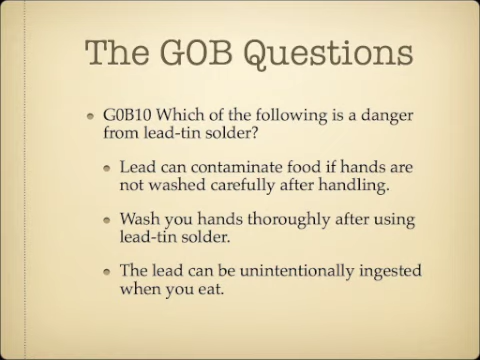 The G0B Questions
G0B10 Which of the following is a danger
from lead-tin solder?
Lead can contaminate food if hands are
not washed carefully after handling.
Wash you hands thoroughly after using
lead-tin solder.
The lead can be unintentionally ingested
when you eat.